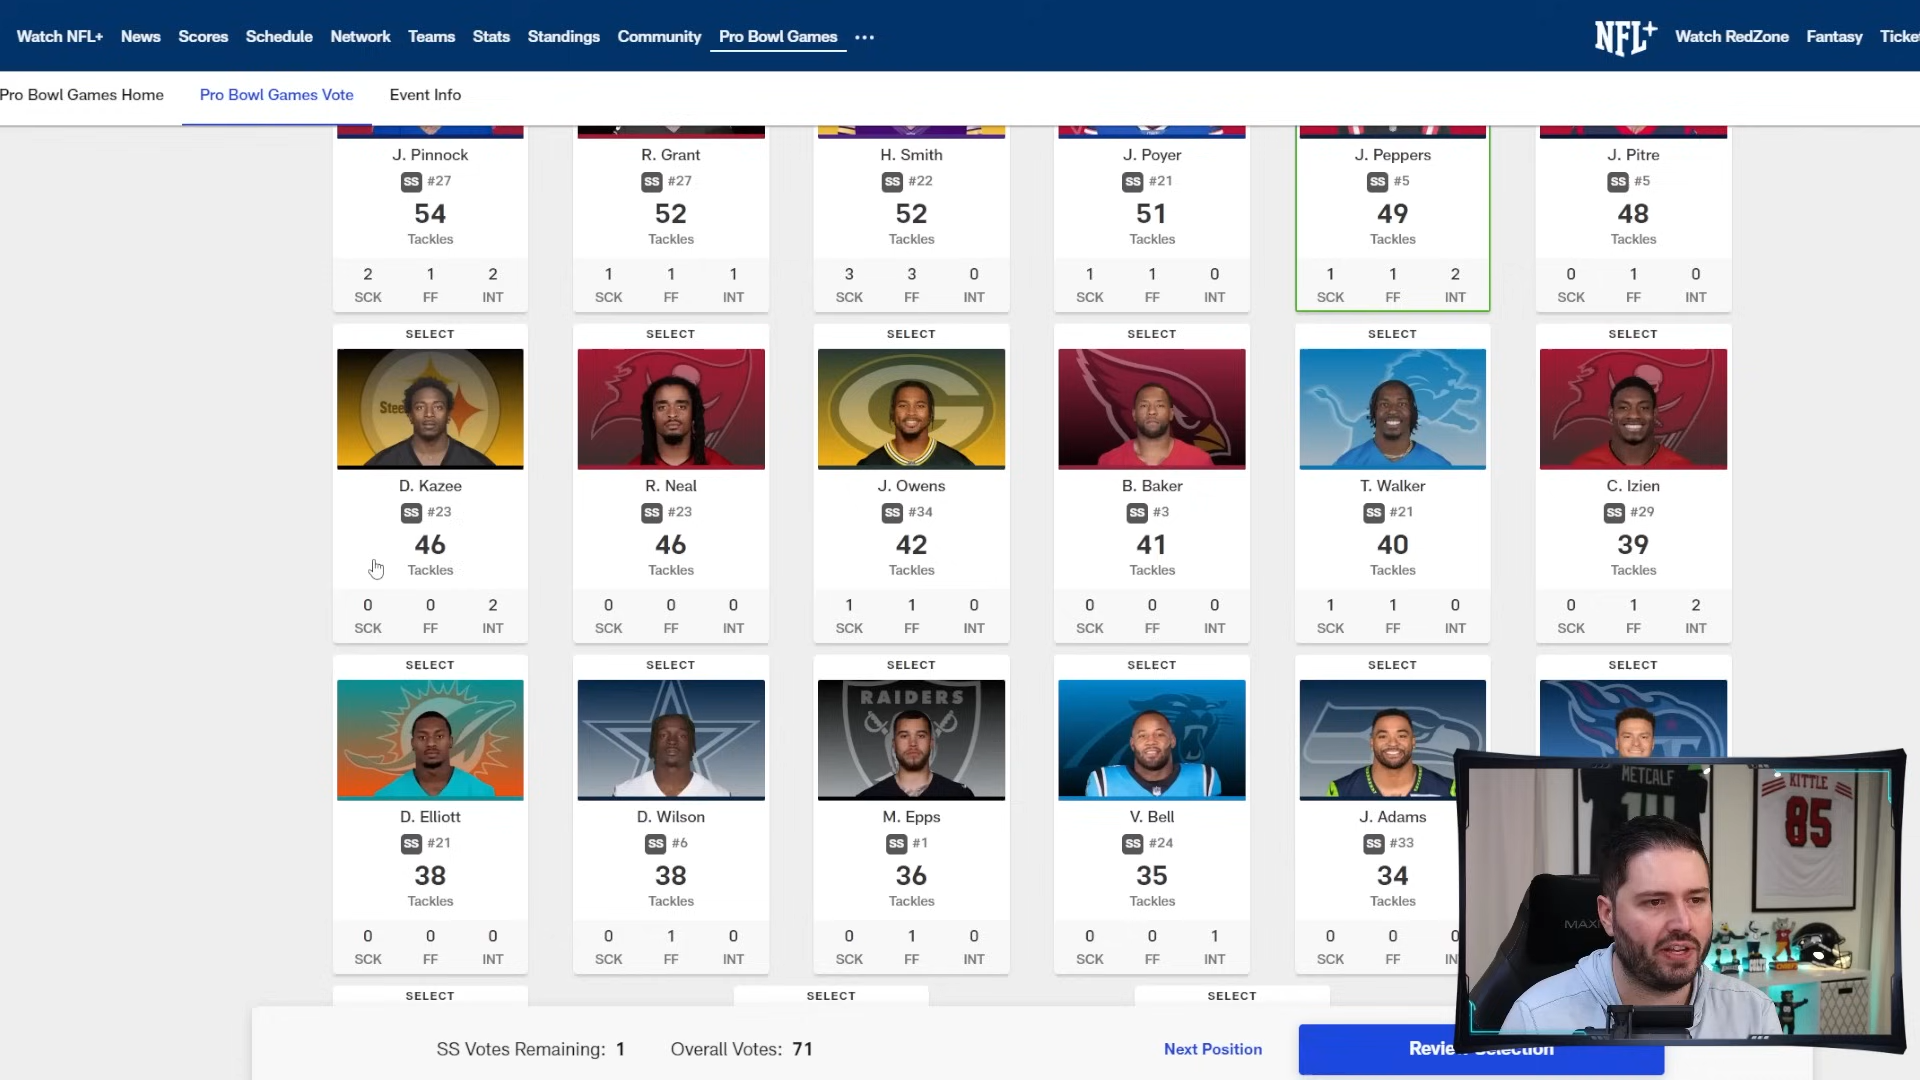 Watch NFL+ News Scores Schedule Network Teams Stats Standings Community Pro Bowl Games ... NFL+ Watch RedZone Fantasy Ticke
Pro Bowl Games Home Pro Bowl Games Vote Event Info
J. Pinnock R. Grant H. Smith J. Poyer J. Peppers J. Pitre
SS #27 SS #27 SS #22 SS #21 SS #5 SS #5
54 52 52 51 49 48
Tackles Tackles Tackles Tackles Tackles Tackles
2 1 2 1 1 1 3 3 0 1 1 0 1 1 2 0 1 0
SCK FF INT SCK FF INT SCK FF INT SCK FF INT SCK FF INT SCK FF INT
SELECT SELECT SELECT SELECT SELECT SELECT
Stee G
D. Kazee R. Neal J. Owens B. Baker T. Walker C. Izien
SS #23 SS #23 SS #34 SS #3 SS #21 SS #29
46 46 42 41 40 39
Tackles Tackles Tackles Tackles Tackles Tackles
0 0 2 0 0 0 1 1 0 0 0 0 1 1 0 0 1 2
SCK FF INT SCK FF INT SCK FF INT SCK FF INT SCK FF INT SCK FF INT
SELECT SELECT SELECT SELECT SELECT SELECT
RAIDERS
D. Elliott D. Wilson M. Epps V. Bell J. Adams
SS #21 SS #6 SS #1 SS #24 SS #33
38 38 36 35 34
Tackles Tackles Tackles Tackles Tackles
0 0 0 0 1 0 0 1 0 0 0 1 0 0 0
SCK FF INT SCK FF INT SCK FF INT SCK FF INT SCK FF IN
METCALF
14
KITTLE
85
SELECT SELECT SELECT
SS Votes Remaining: 1 Overall Votes: 71 Next Position Review Selection